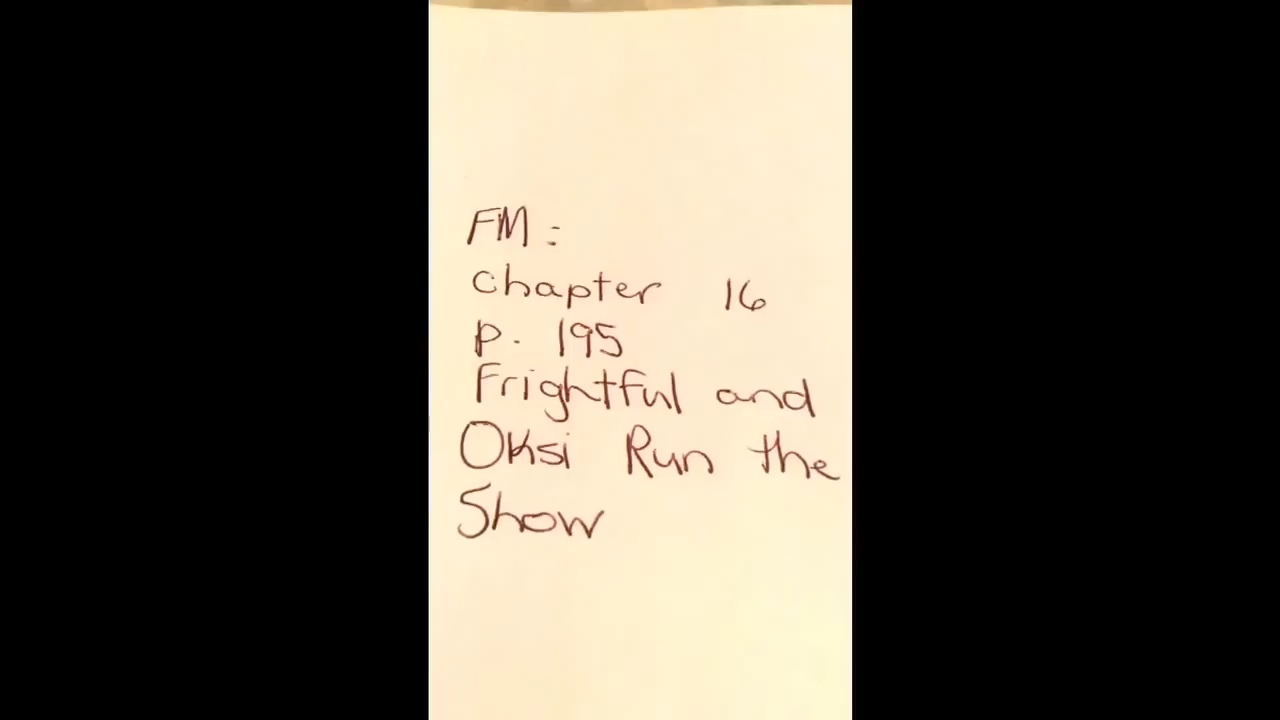 FM:
chapter 16
p. 195
Frightful and
Oksi Run the
Show